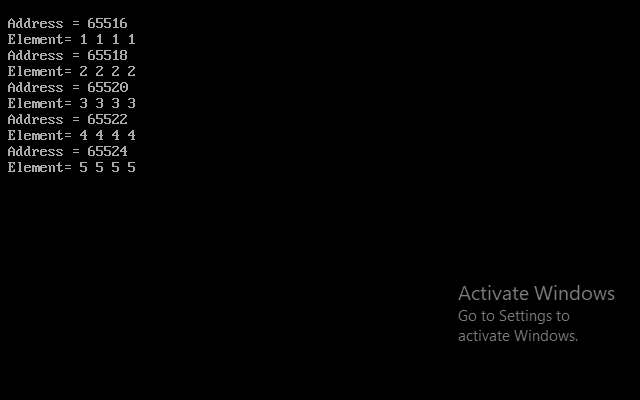 Address = 65516
Element= 1 1 1 1
Address = 65518
Element= 2 2 2 2
Address = 65520
Element= 3 3 3 3
Address = 65522
Element= 4 4 4 4
Address = 65524
Element= 5 5 5 5
Activate Windows
Go to Settings to
activate Windows.